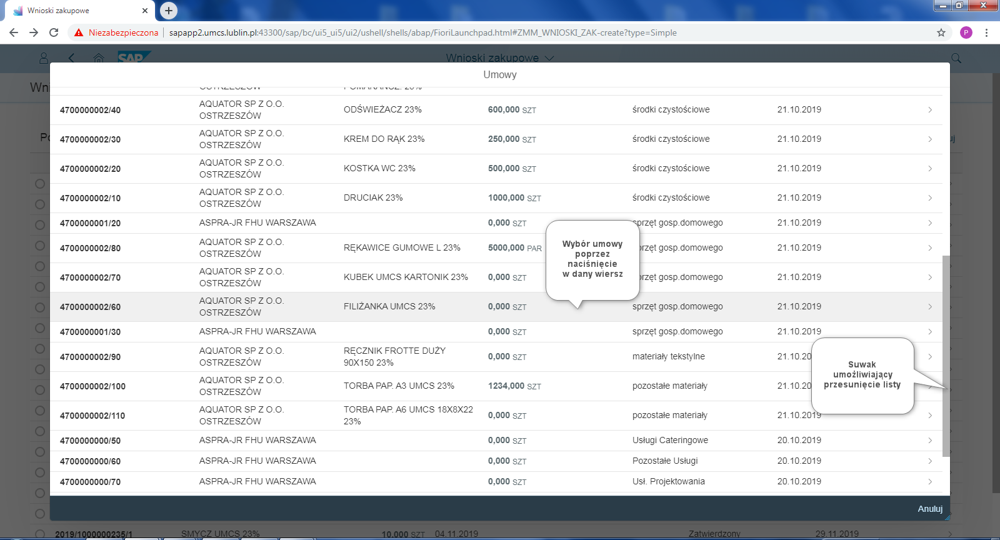 Wnioski zakupowe
Niezabezpieczona
sapapp2.umcs.lublin.pl:43300/sap/bc/ui5_ui5/ui2/ushell/shells/abap/FioriLaunchpad.html#ZMM_WNIOSKI_ZAK-create?type=Simple
P
SAP
Wnioski zakupowe
Umowy
4700000002/40 AQUATOR SP Z O.O. OSTRZESZÓW ODŚWIEŻACZ 23% 600,000 SZT środki czystościowe 21.10.2019
4700000002/30 AQUATOR SP Z O.O. OSTRZESZÓW KREM DO RĄK 23% 250,000 SZT środki czystościowe 21.10.2019
4700000002/20 AQUATOR SP Z O.O. OSTRZESZÓW KOSTKA WC 23% 500,000 SZT środki czystościowe 21.10.2019
4700000002/10 AQUATOR SP Z O.O. OSTRZESZÓW DRUCIAK 23% 1000,000 SZT środki czystościowe 21.10.2019
4700000001/20 ASPRA-JR FHU WARSZAWA 0,000 SZT sprzęt gosp.domowego 21.10.2019
4700000002/80 AQUATOR SP Z O.O. OSTRZESZÓW RĘKAWICE GUMOWE L 23% 5000,000 PAR sprzęt gosp.domowego 21.10.2019
4700000002/70 AQUATOR SP Z O.O. OSTRZESZÓW KUBEK UMCS KARTONIK 23% 0,000 SZT sprzęt gosp.domowego 21.10.2019
Wybór umowy
poprzez
naciśnięcie
w dany wiersz
4700000002/60 AQUATOR SP Z O.O. OSTRZESZÓW FILIŻANKA UMCS 23% 0,000 SZT sprzęt gosp.domowego 21.10.2019
4700000001/30 ASPRA-JR FHU WARSZAWA 0,000 SZT sprzęt gosp.domowego 21.10.2019
4700000002/90 AQUATOR SP Z O.O. OSTRZESZÓW RĘCZNIK FROTTE DUŻY 90X150 23% 0,000 SZT materiały tekstylne 21.10.20
4700000002/100 AQUATOR SP Z O.O. OSTRZESZÓW TORBA PAP. A3 UMCS 23% 1234,000 SZT pozostałe materiały 21.10.20
Suwak
umożliwiający
przesunięcie listy
4700000002/110 AQUATOR SP Z O.O. OSTRZESZÓW TORBA PAP. A6 UMCS 18X8X22 23% 0,000 SZT pozostałe materiały 21.10.2019
4700000000/50 ASPRA-JR FHU WARSZAWA 0,000 SZT Usługi Cateringowe 20.10.2019
4700000000/60 ASPRA-JR FHU WARSZAWA 0,000 SZT Pozostałe Usługi 20.10.2019
4700000000/70 ASPRA-JR FHU WARSZAWA 0,000 SZT Usł. Projektowania 20.10.2019
Anuluj
2019/1000000235/1 SMYCZ UMCS 23% 10,000 SZT 04.11.2019 Zatwierdzony 29.11.2019